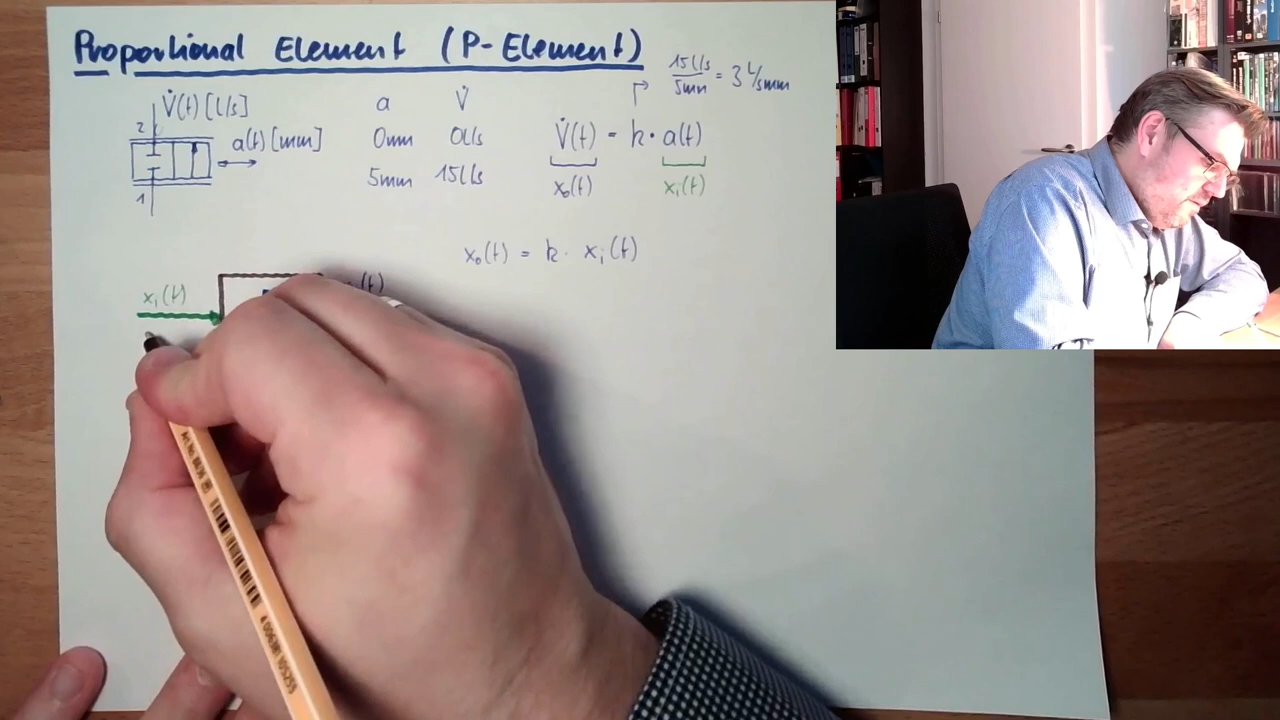 Proportional Element (P-Element)
15 l/s
5mm
= 3 l/smm
V̇(t) [l/s]
a V̇
2
a(t) [mm]
0mm 0l/s
V̇(t) = k · a(t)
5mm 15l/s
x₀(t) xᵢ(t)
1
x₀(t) = k · xᵢ(t)
xᵢ(t)
(t)